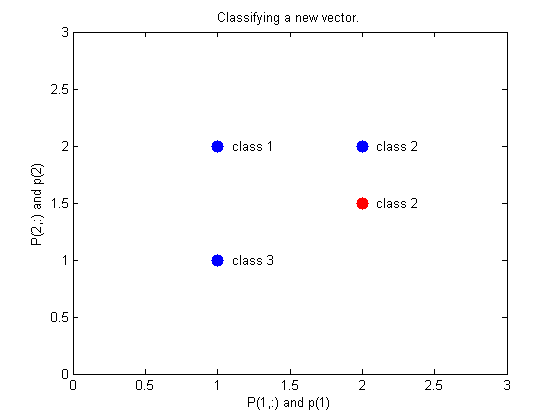 Classifying a new vector.
3
2.5
2
1.5
1
0.5
0
class 1
class 2
class 2
class 3
P(2,:) and p(2)
0
0.5
1
1.5
2
2.5
3
P(1,:) and p(1)